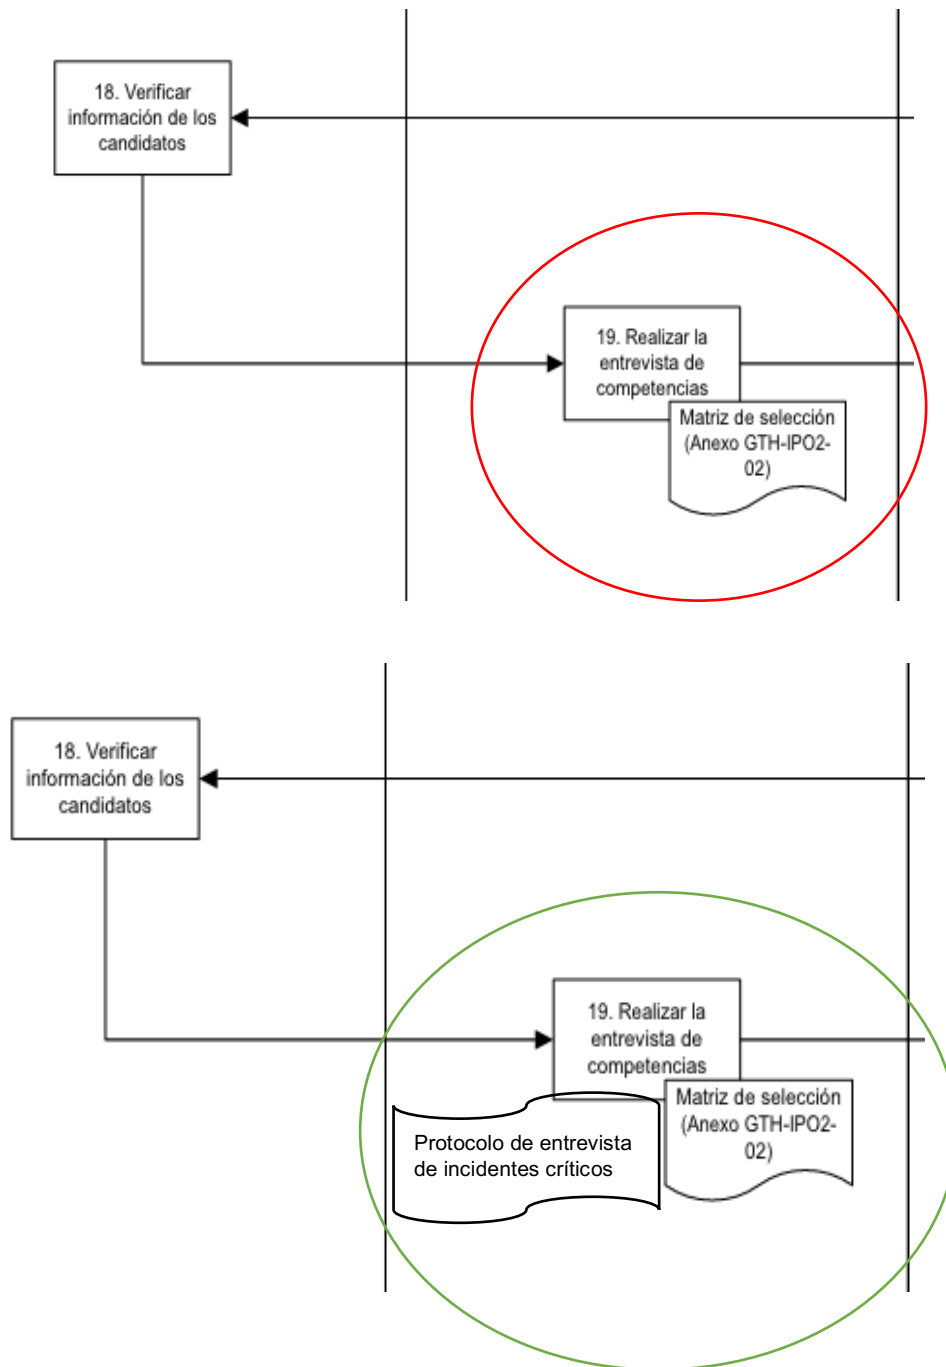 18. Verificar
información de los
candidatos
19. Realizar la
entrevista de
competencias
Matriz de selección
(Anexo GTH-IPO2-
02)
18. Verificar
información de los
candidatos
19. Realizar la
entrevista de
competencias
Matriz de selección
(Anexo GTH-IPO2-
02)
Protocolo de entrevista
de incidentes críticos